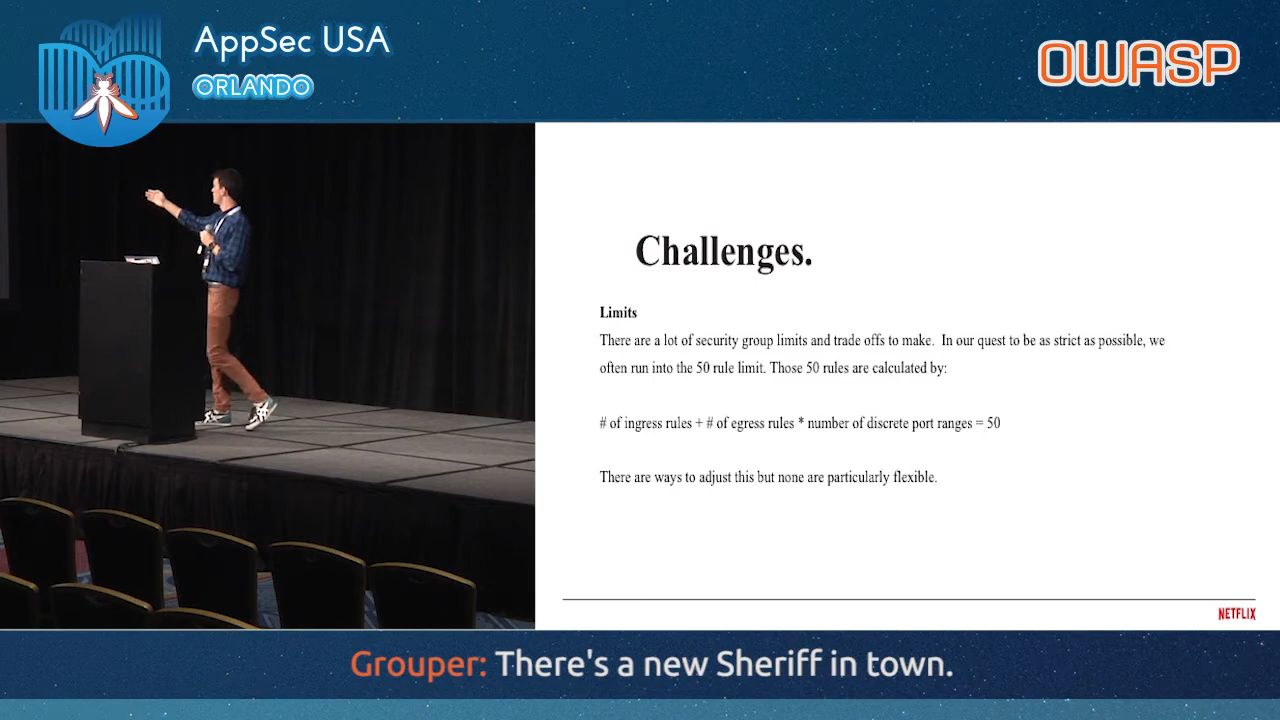 AppSec USA
ORLANDO
OWASP
Challenges.
Limits
There are a lot of security group limits and trade offs to make. In our quest to be as strict as possible, we
often run into the 50 rule limit. Those 50 rules are calculated by:
# of ingress rules + # of egress rules * number of discrete port ranges = 50
There are ways to adjust this but none are particularly flexible.
NETFLIX
Grouper: There's a new Sheriff in town.